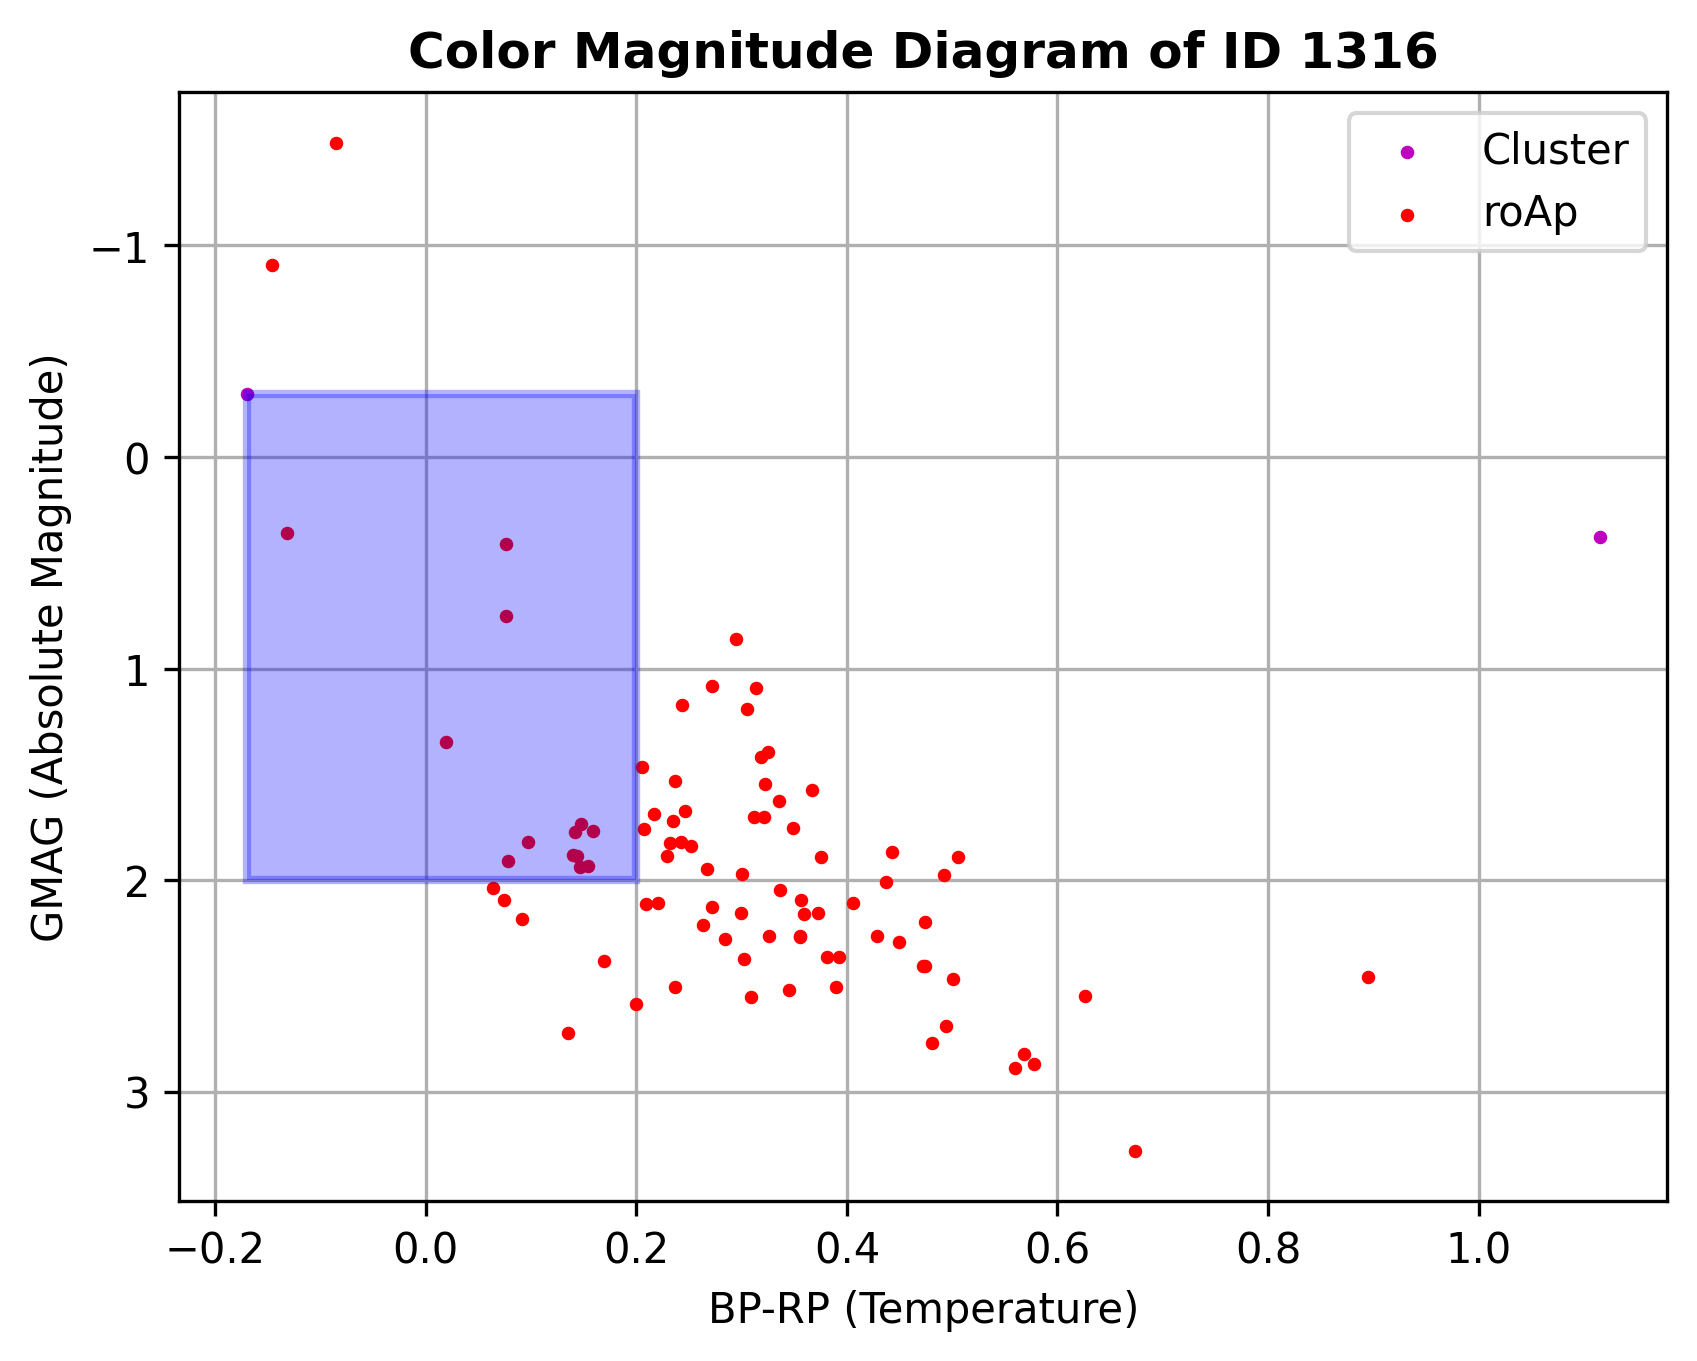 Color Magnitude Diagram of ID 1316
Cluster
roAp
GMAG (Absolute Magnitude)
−1
0
1
2
3
−0.2
0.0
0.2
0.4
0.6
0.8
1.0
BP-RP (Temperature)